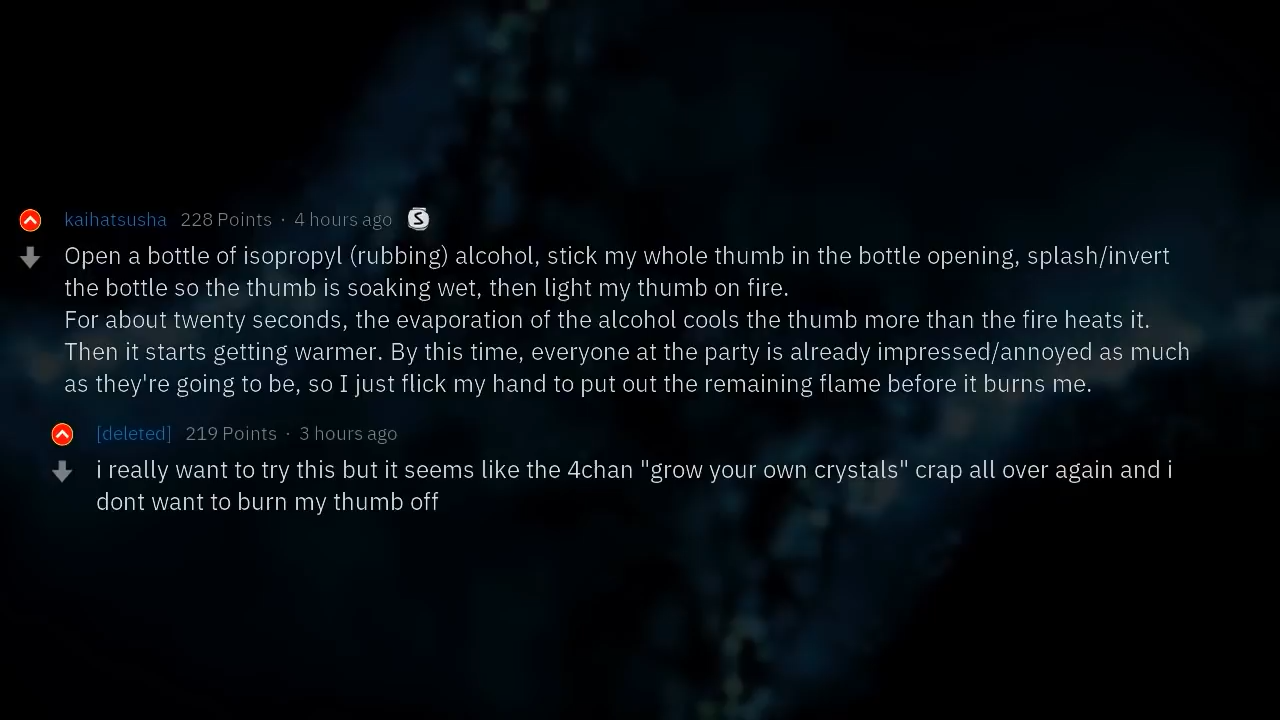 kaihatsusha 228 Points · 4 hours ago S
Open a bottle of isopropyl (rubbing) alcohol, stick my whole thumb in the bottle opening, splash/invert
the bottle so the thumb is soaking wet, then light my thumb on fire.
For about twenty seconds, the evaporation of the alcohol cools the thumb more than the fire heats it.
Then it starts getting warmer. By this time, everyone at the party is already impressed/annoyed as much
as they're going to be, so I just flick my hand to put out the remaining flame before it burns me.
[deleted] 219 Points · 3 hours ago
i really want to try this but it seems like the 4chan "grow your own crystals" crap all over again and i
dont want to burn my thumb off